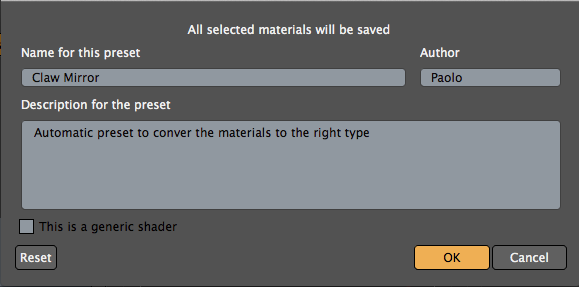 All selected materials will be saved
Name for this preset Author
Claw Mirror Paolo
Description for the preset
Automatic preset to conver the materials to the right type
This is a generic shader
Reset OK Cancel